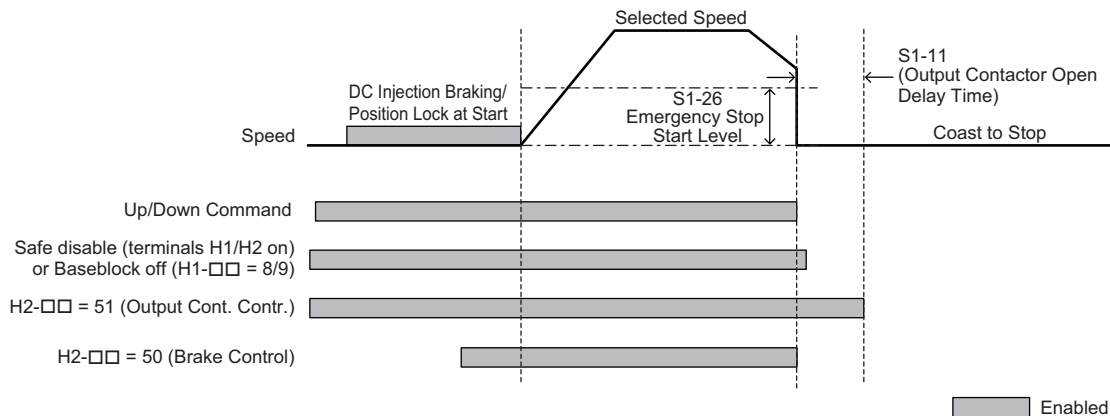 Selected Speed
S1-11
(Output Contactor Open
Delay Time)
DC Injection Braking/
Position Lock at Start
S1-26
Emergency Stop
Start Level
Speed
Coast to Stop
Up/Down Command
Safe disable (terminals H1/H2 on)
or Baseblock off (H1-□□ = 8/9)
H2-□□ = 51 (Output Cont. Contr.)
H2-□□ = 50 (Brake Control)
Enabled